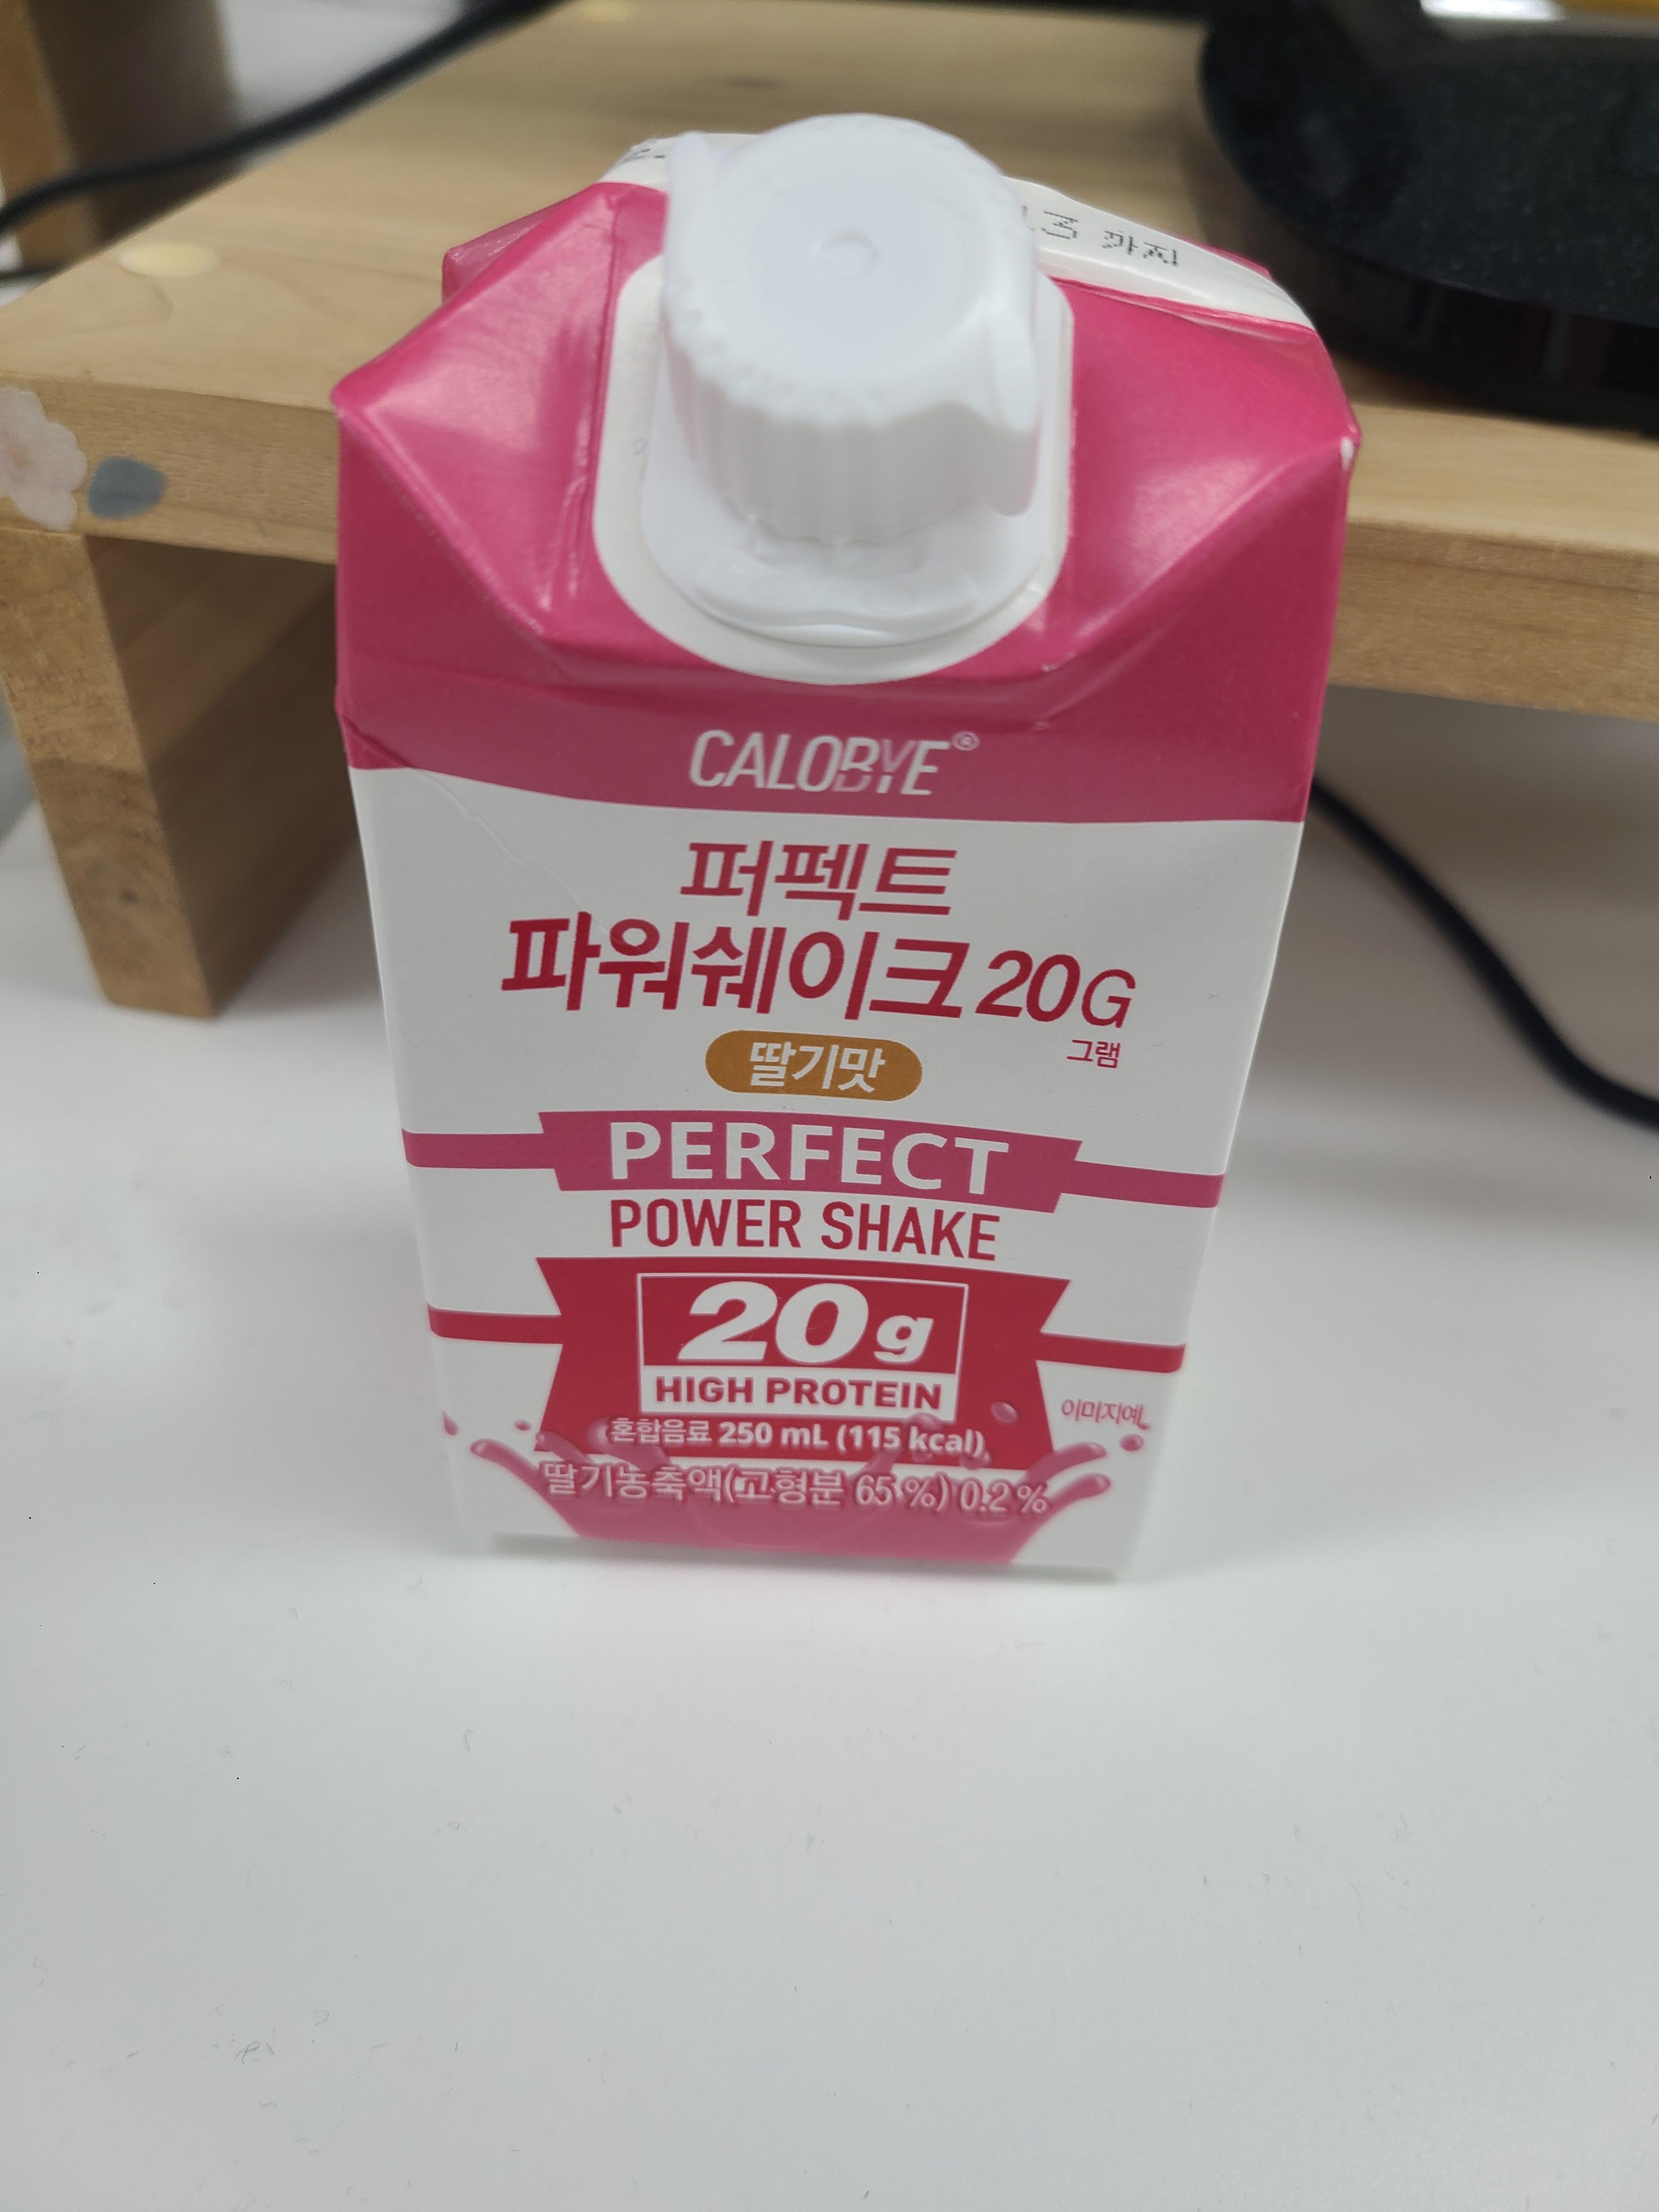 까지
CALOBYE®
퍼펙트
파워쉐이크 20G
그램
딸기맛
PERFECT
POWER SHAKE
20g
HIGH PROTEIN
이미지예
혼합음료 250 mL (115 kcal)
딸기농축액(고형분 65 %) 0.2 %